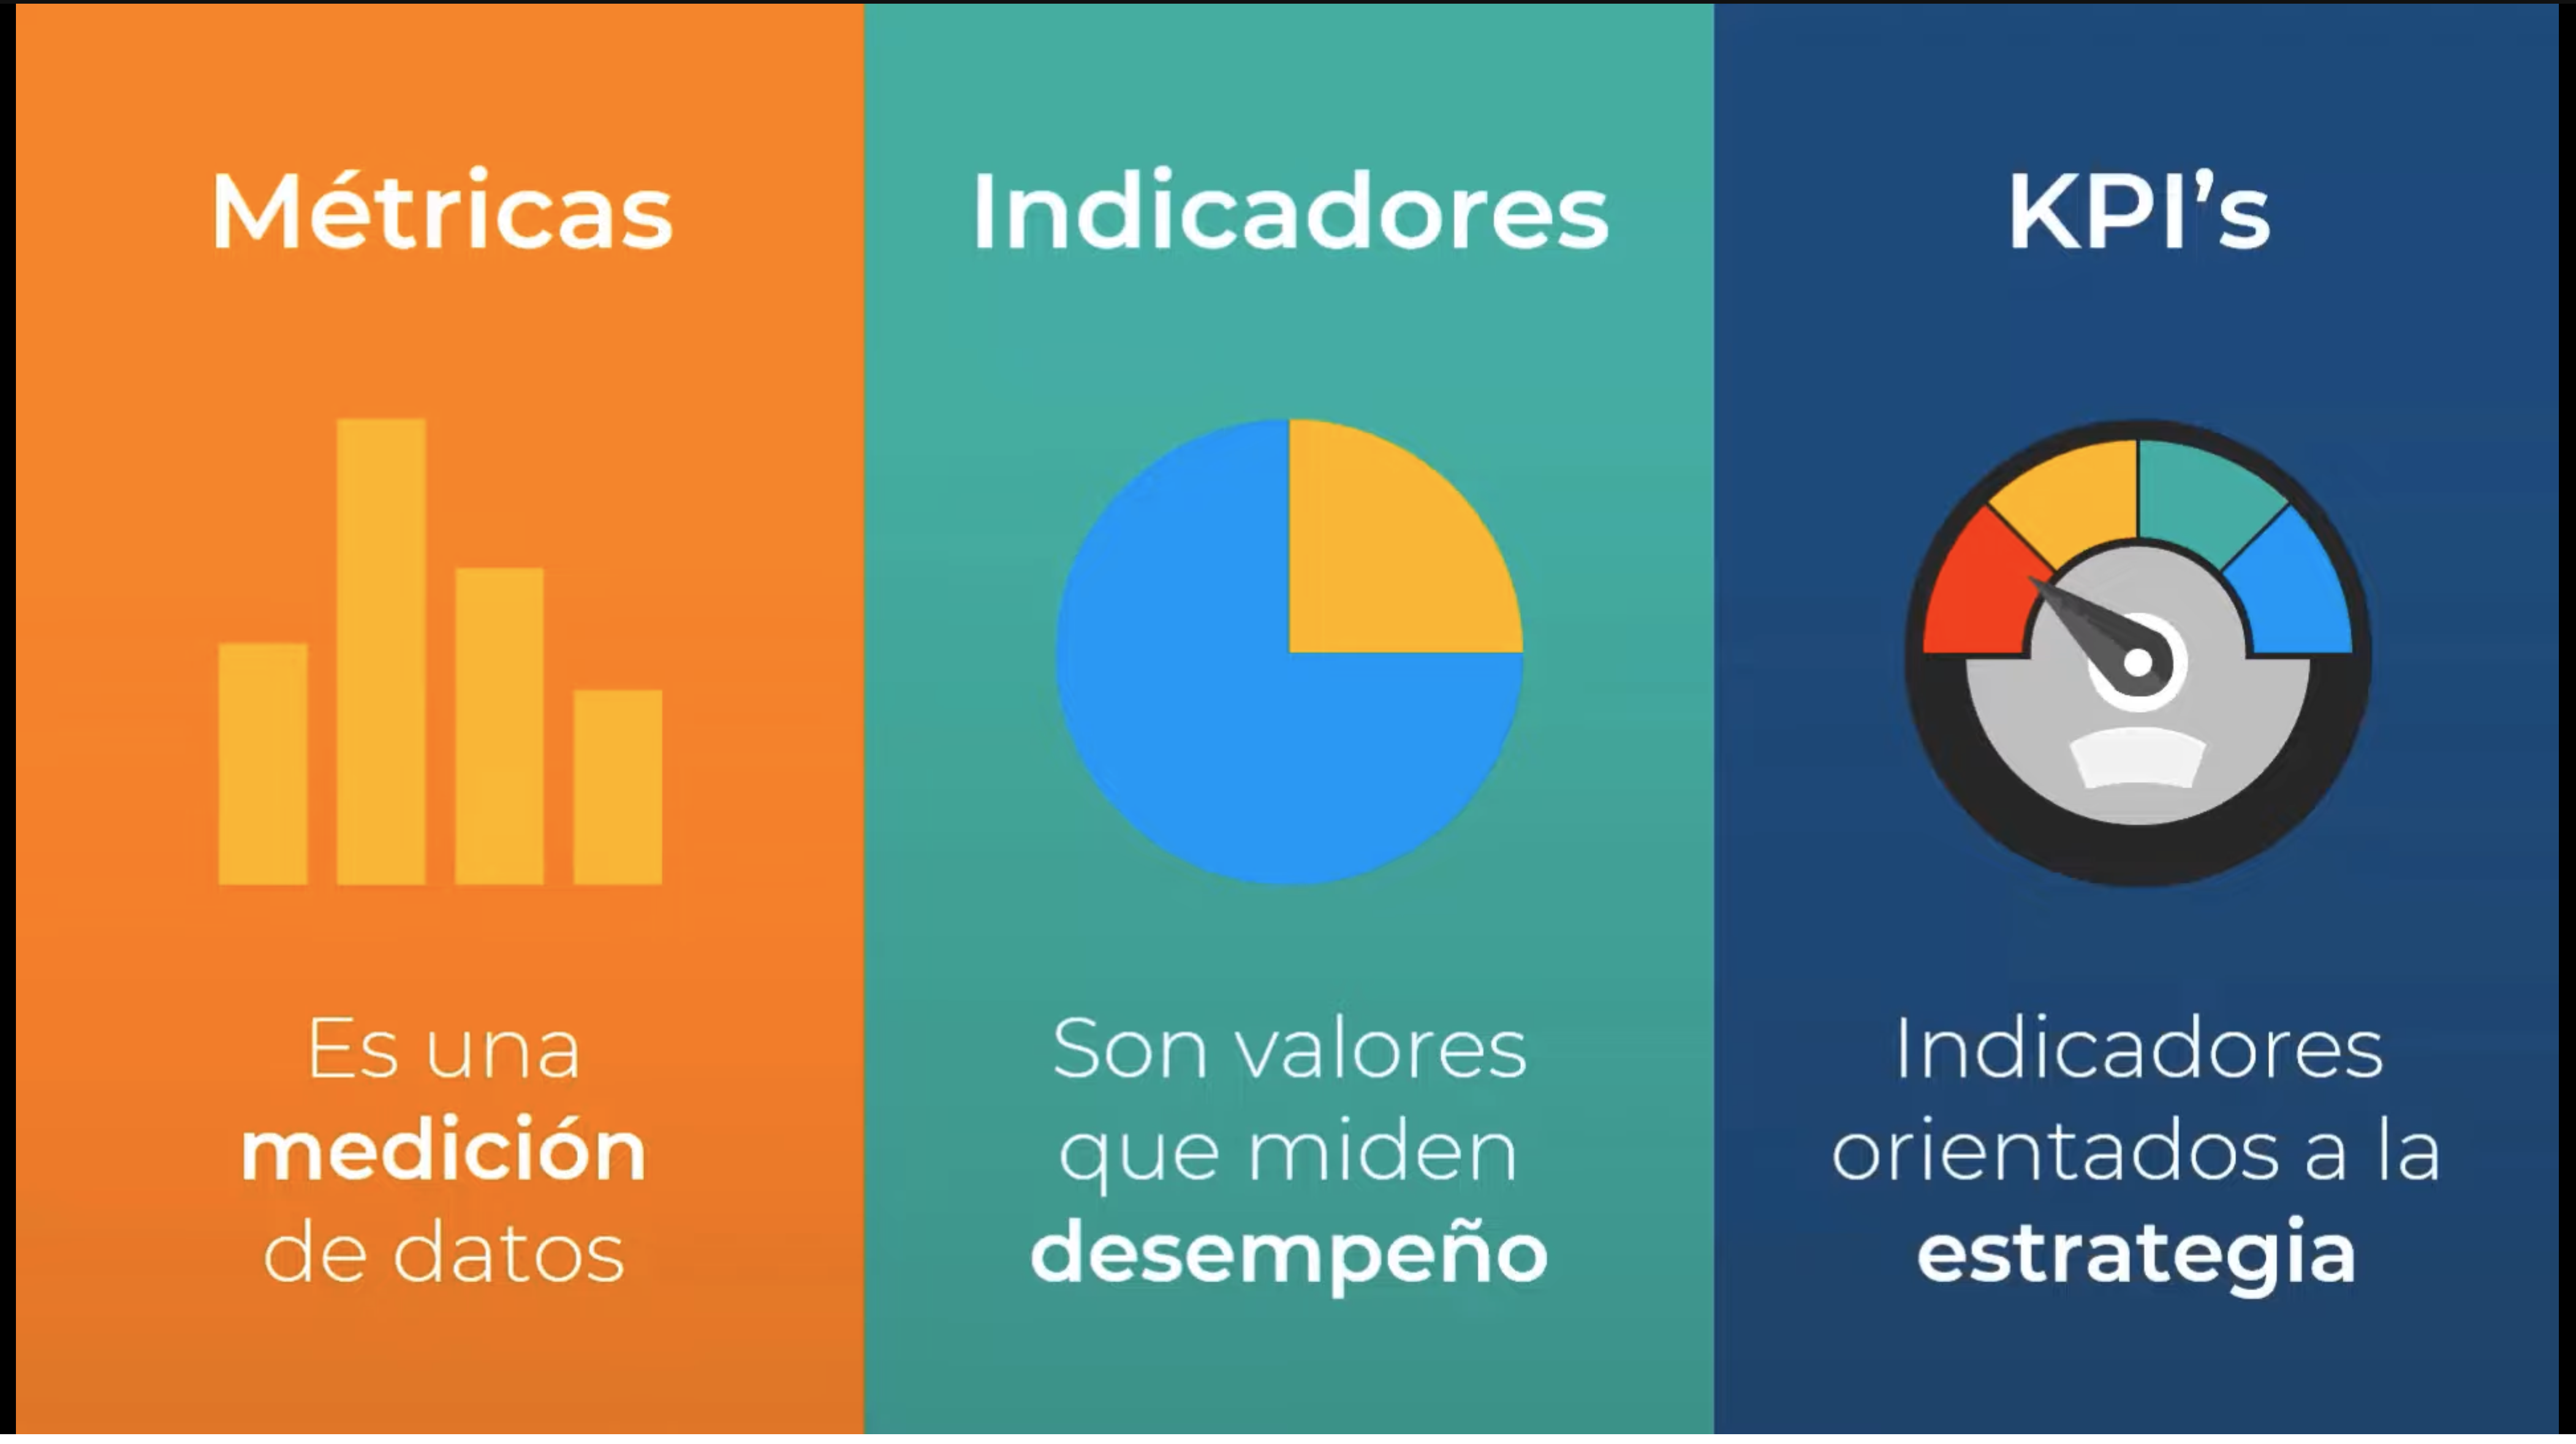 Métricas
Es una
medición
de datos
Indicadores
Son valores
que miden
desempeño
KPI’s
Indicadores
orientados a la
estrategia